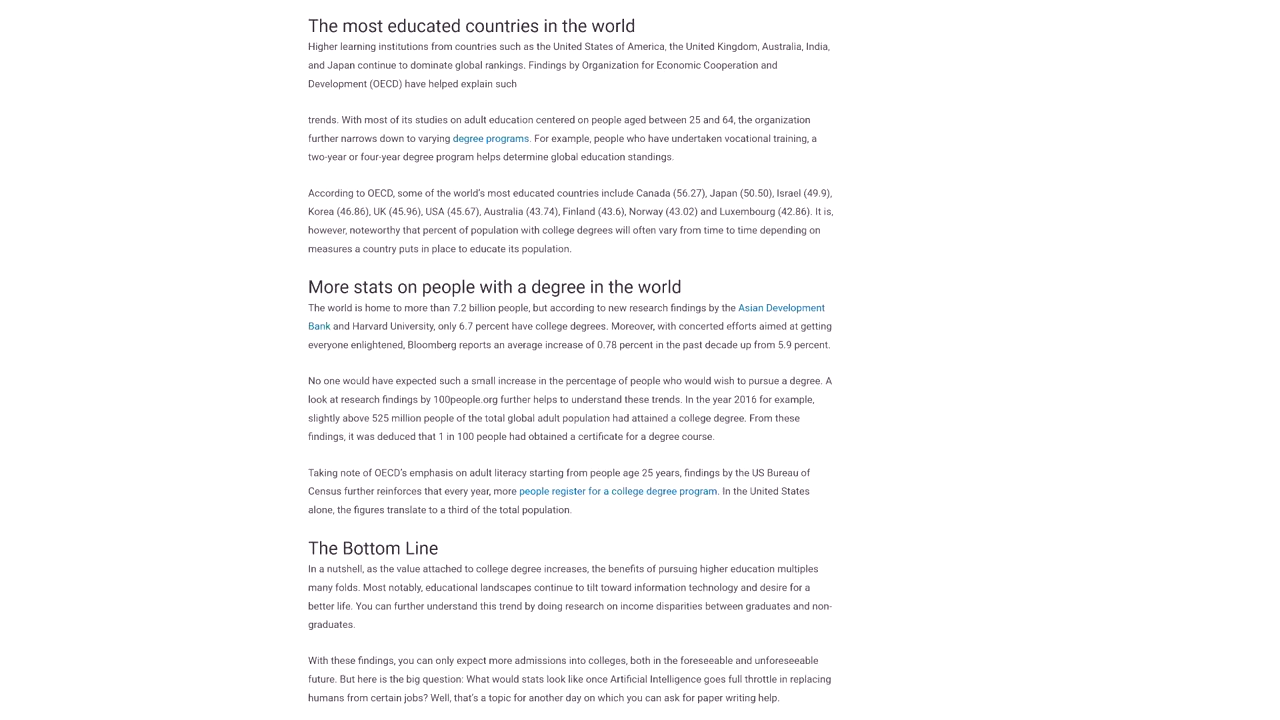 The most educated countries in the world
Higher learning institutions from countries such as the United States of America, the United Kingdom, Australia, India,
and Japan continue to dominate global rankings. Findings by Organization for Economic Cooperation and
Development (OECD) have helped explain such
trends. With most of its studies on adult education centered on people aged between 25 and 64, the organization
further narrows down to varying degree programs. For example, people who have undertaken vocational training, a
two-year or four-year degree program helps determine global education standings.
According to OECD, some of the world's most educated countries include Canada (56.27), Japan (50.50), Israel (49.9),
Korea (46.86), UK (45.96), USA (45.67), Australia (43.74), Finland (43.6), Norway (43.02) and Luxembourg (42.86). It is,
however, noteworthy that percent of population with college degrees will often vary from time to time depending on
measures a country puts in place to educate its population.
More stats on people with a degree in the world
The world is home to more than 7.2 billion people, but according to new research findings by the Asian Development
Bank and Harvard University, only 6.7 percent have college degrees. Moreover, with concerted efforts aimed at getting
everyone enlightened, Bloomberg reports an average increase of 0.78 percent in the past decade up from 5.9 percent.
No one would have expected such a small increase in the percentage of people who would wish to pursue a degree. A
look at research findings by 100people.org further helps to understand these trends. In the year 2016 for example,
slightly above 525 million people of the total global adult population had attained a college degree. From these
findings, it was deduced that 1 in 100 people had obtained a certificate for a degree course.
Taking note of OECD's emphasis on adult literacy starting from people age 25 years, findings by the US Bureau of
Census further reinforces that every year, more people register for a college degree program. In the United States
alone, the figures translate to a third of the total population.
The Bottom Line
In a nutshell, as the value attached to college degree increases, the benefits of pursuing higher education multiples
many folds. Most notably, educational landscapes continue to tilt toward information technology and desire for a
better life. You can further understand this trend by doing research on income disparities between graduates and non-
graduates.
With these findings, you can only expect more admissions into colleges, both in the foreseeable and unforeseeable
future. But here is the big question: What would stats look like once Artificial Intelligence goes full throttle in replacing
humans from certain jobs? Well, that's a topic for another day on which you can ask for paper writing help.